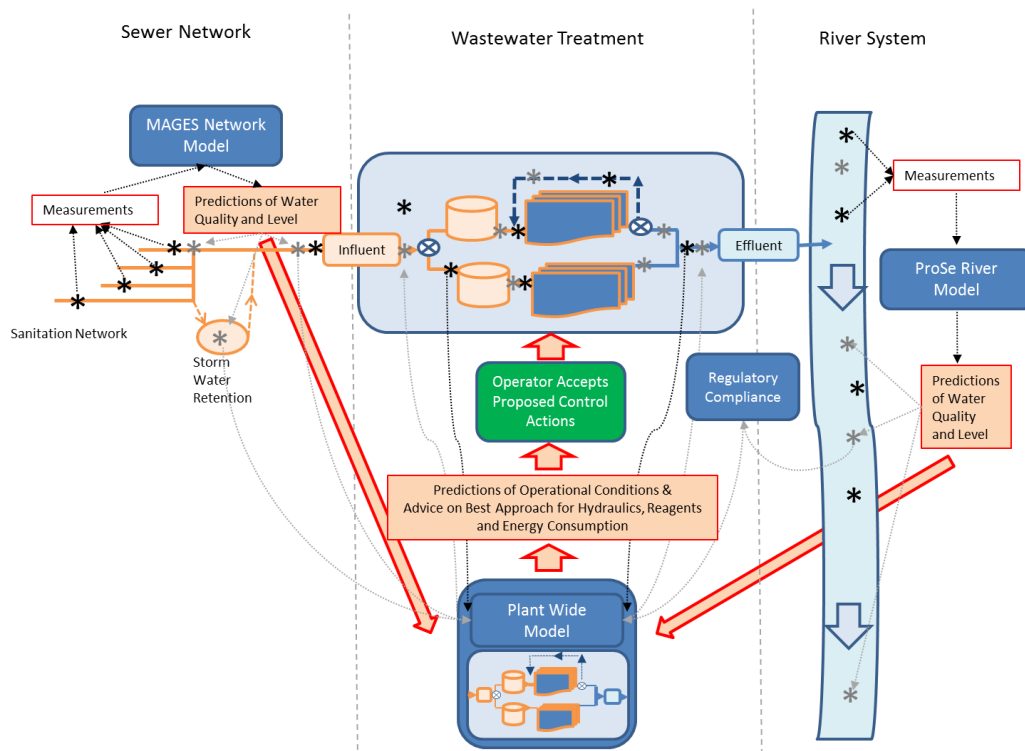 Sewer Network
Wastewater Treatment
River System
MAGES Network
Model
Measurements
Predictions of Water
Quality and Level
Influent
Effluent
Measurements
ProSe River
Model
Sanitation Network
Storm
Water
Retention
Operator Accepts
Proposed Control
Actions
Regulatory
Compliance
Predictions
of Water
Quality
and Level
Predictions of Operational Conditions &
Advice on Best Approach for Hydraulics, Reagents
and Energy Consumption
Plant Wide
Model